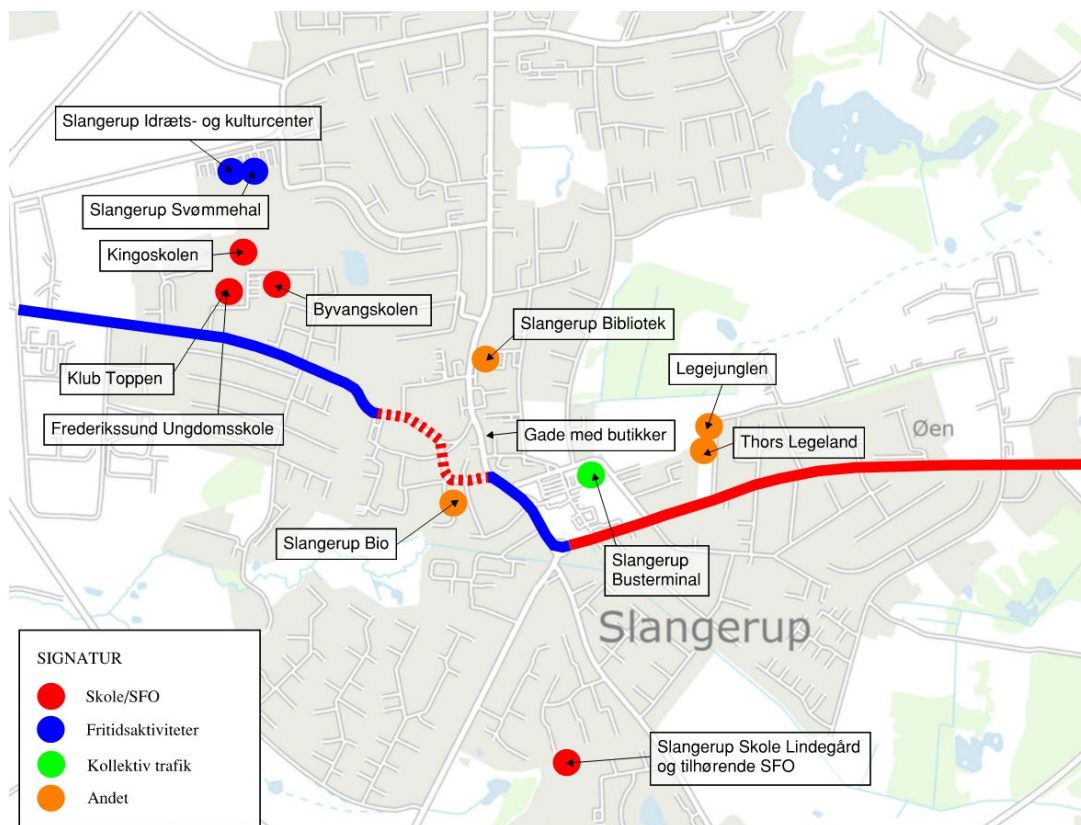 Slangerup Idræts- og kulturcenter
Slangerup Svømmehal
Kingoskolen
Byvangskolen
Slangerup Bibliotek
Legejunglen
Klub Toppen
Frederikssund Ungdomsskole
Gade med butikker
Thors Legeland
Øen
Slangerup Bio
Slangerup
Busterminal
Slangerup
SIGNATUR
Skole/SFO
Fritidsaktiviteter
Kollektiv trafik
Andet
Slangerup Skole Lindegård
og tilhørende SFO